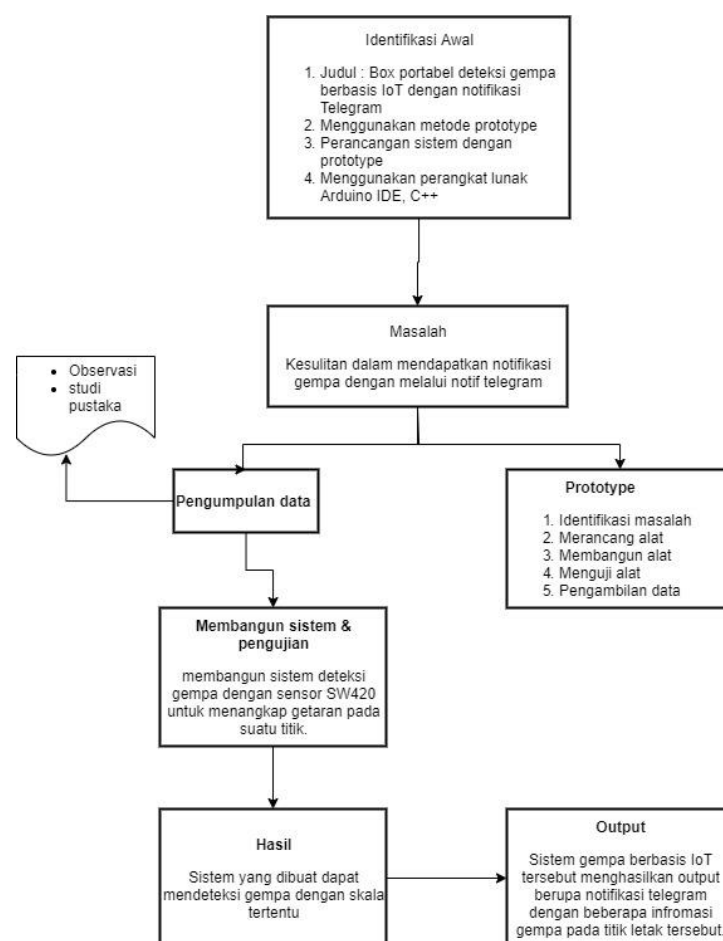 Identifikasi Awal
1. Judul : Box portabel deteksi gempa
berbasis IoT dengan notifikasi
Telegram
2. Menggunakan metode prototype
3. Perancangan sistem dengan
prototype
4. Menggunakan perangkat lunak
Arduino IDE, C++
Masalah
Kesulitan dalam mendapatkan notifikasi
gempa dengan melalui notif telegram
• Observasi
• studi
pustaka
Pengumpulan data
Prototype
1. Identifikasi masalah
2. Merancang alat
3. Membangun alat
4. Menguji alat
5. Pengambilan data
Membangun sistem &
pengujian
membangun sistem deteksi
gempa dengan sensor SW420
untuk menangkap getaran pada
suatu titik.
Hasil
Sistem yang dibuat dapat
mendeteksi gempa dengan skala
tertentu
Output
Sistem gempa berbasis IoT
tersebut menghasilkan output
berupa notifikasi telegram
dengan beberapa infromasi
gempa pada titik letak tersebut.